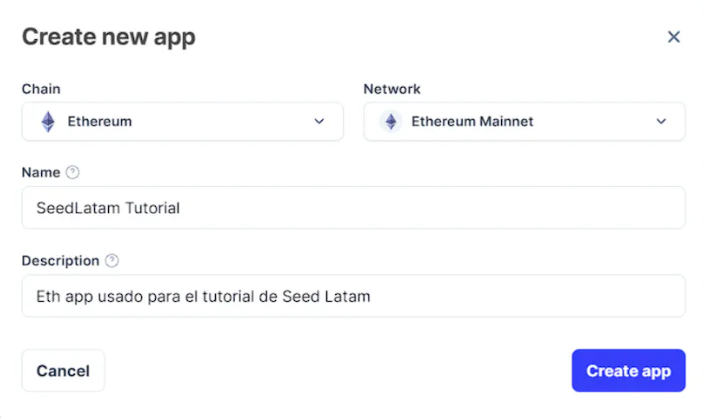 Create new app
Chain Network
Ethereum Ethereum Mainnet
Name
SeedLatam Tutorial
Description
Eth app usado para el tutorial de Seed Latam
Cancel Create app